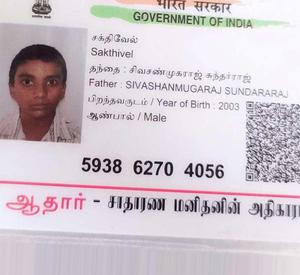 भारत सरकार
GOVERNMENT OF INDIA
சக்திவேல்
Sakthivel
தந்தை : சிவசண்முகராஜ் சுந்தர்ராஜ்
Father : SIVASHANMUGARAJ SUNDARARAJ
பிறந்தவருடம் / Year of Birth : 2003
ஆண்பால் / Male
5938 6270 4056
ஆதார் - சாதாரண மனிதனின் அதிகார